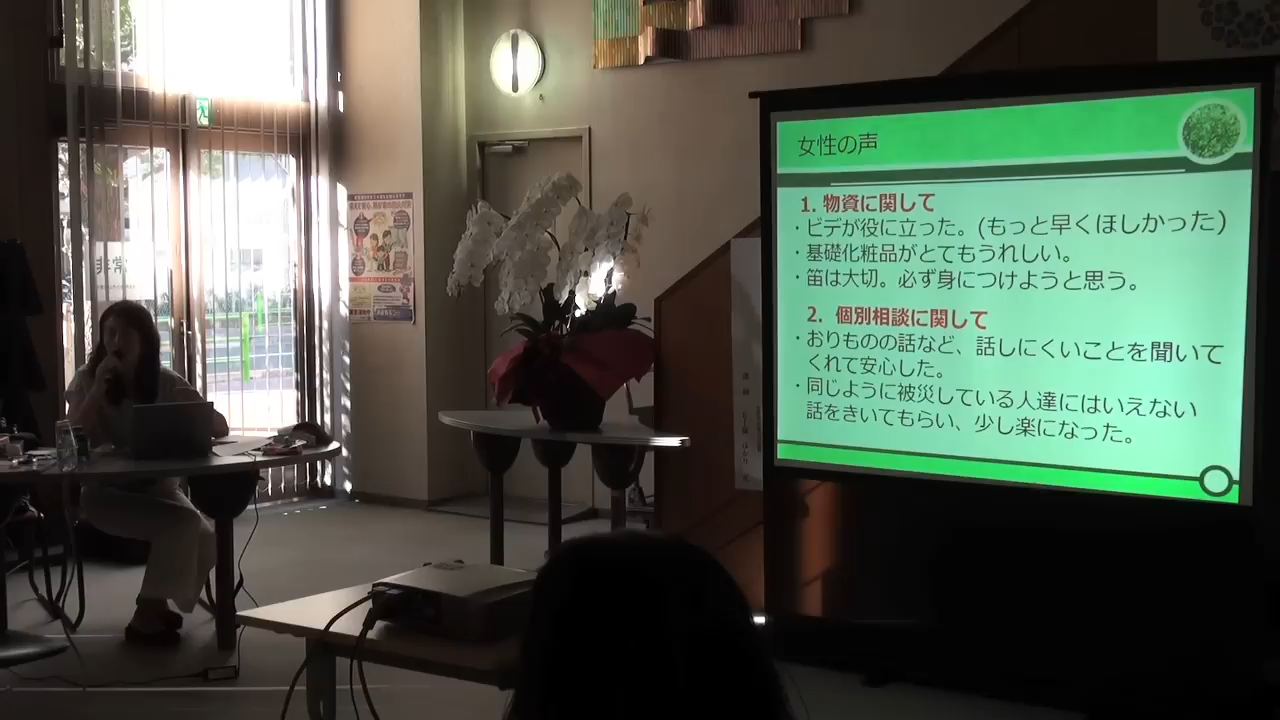 女性の声
1. 物資に関して
・ビデが役に立った。(もっと早くほしかった)
・基礎化粧品がとてもうれしい。
・笛は大切。必ず身につけようと思う。
2. 個別相談に関して
・おりものの話など、話しにくいことを聞いて
くれて安心した。
・同じように被災している人達にはいえない
話をきいてもらい、少し楽になった。
非常